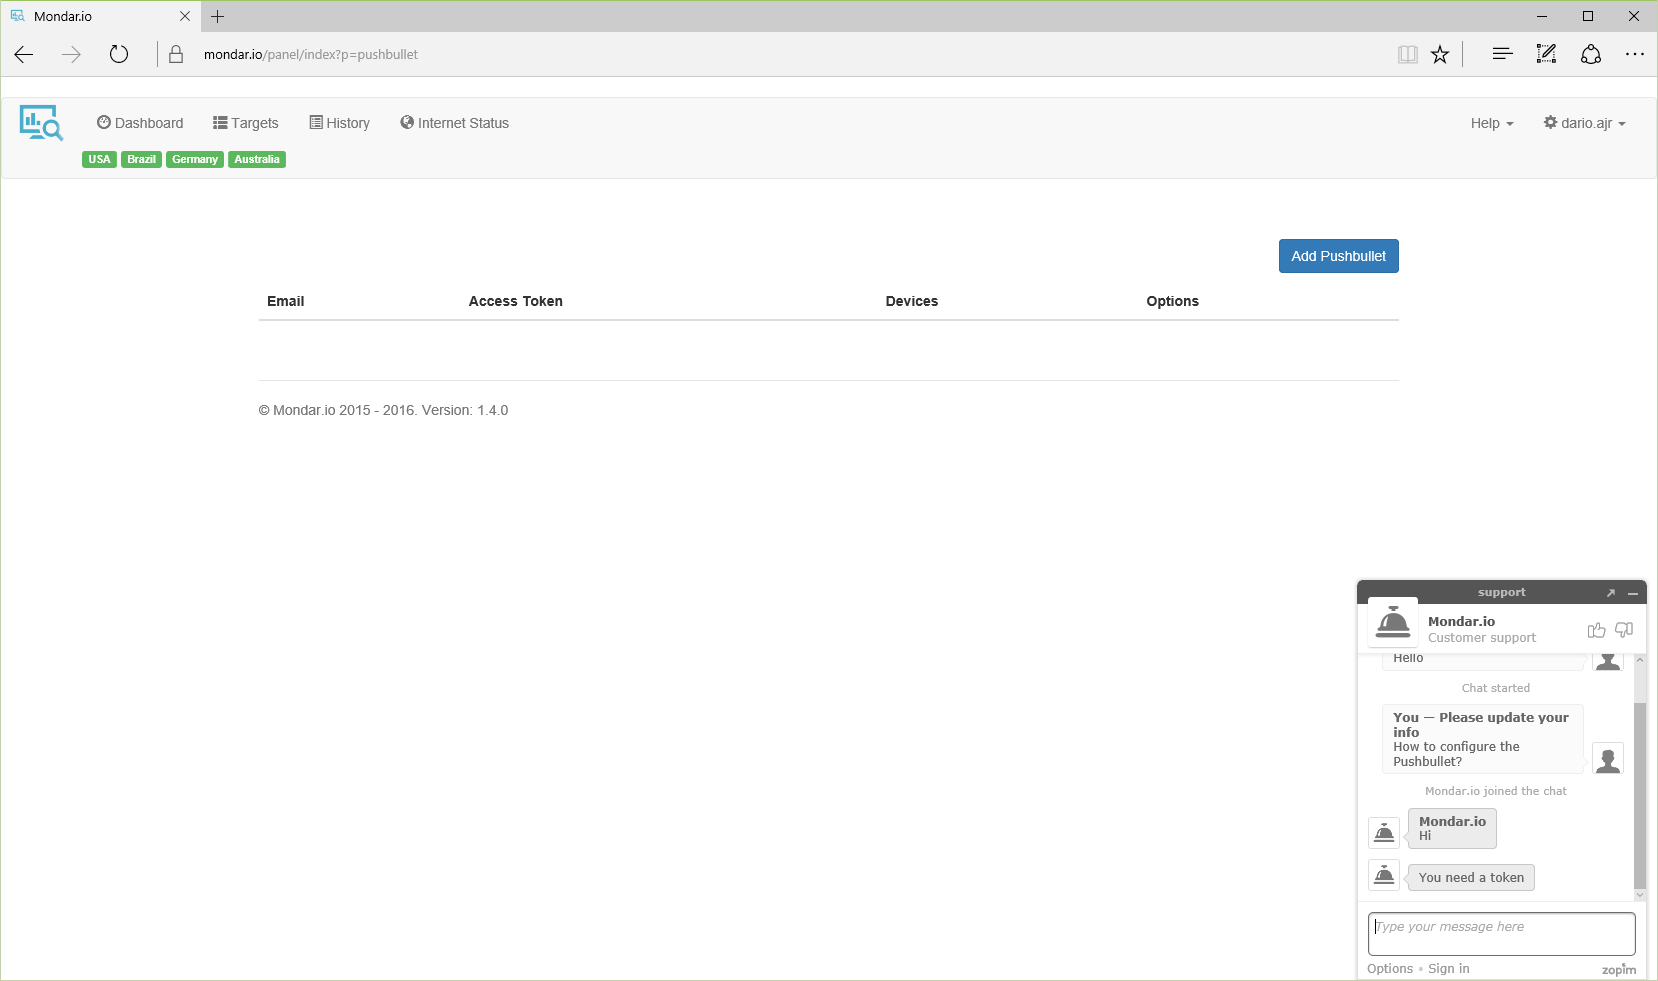 Mondar.io
mondar.io/panel/index?p=pushbullet
Dashboard Targets History Internet Status Help dario.ajr
USA Brazil Germany Australia
Add Pushbullet
Email Access Token Devices Options
© Mondar.io 2015 - 2016. Version: 1.4.0
support
Mondar.io
Customer support
Hello
Chat started
You — Please update your
info
How to configure the
Pushbullet?
Mondar.io joined the chat
Mondar.io
Hi
You need a token
Type your message here
Options • Sign in zopim